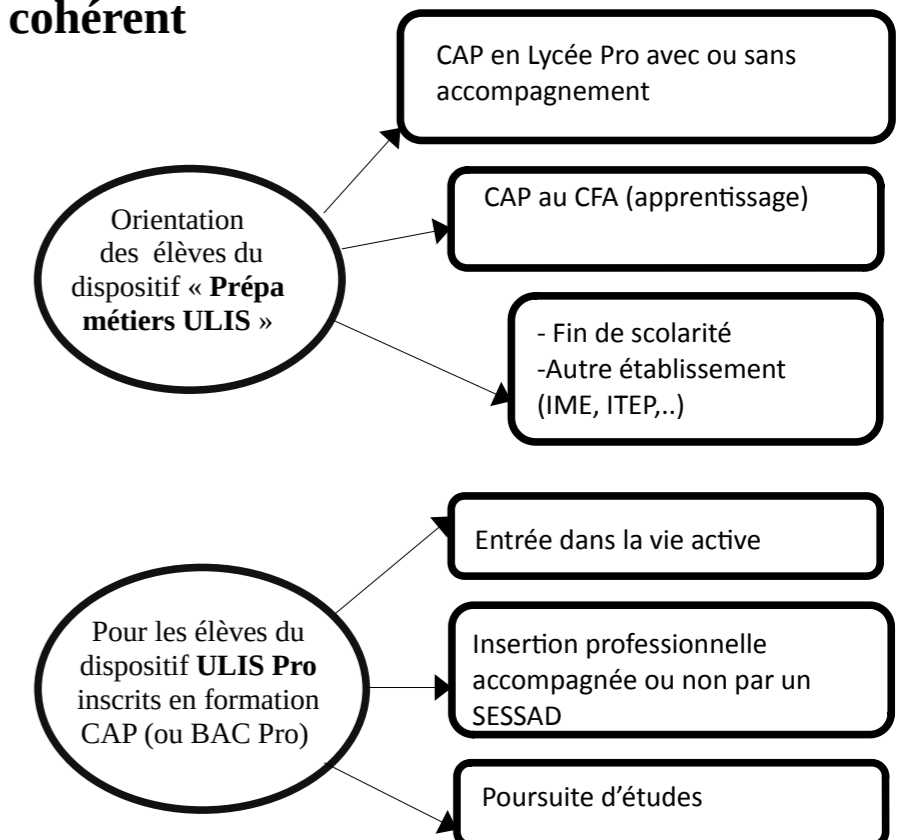 cohérent
CAP en Lycée Pro avec ou sans
accompagnement
CAP au CFA (apprentissage)
Orientation
des élèves du
dispositif « Prépa
métiers ULIS »
- Fin de scolarité
-Autre établissement
(IME, ITEP,..)
Entrée dans la vie active
Pour les élèves du
dispositif ULIS Pro
inscrits en formation
CAP (ou BAC Pro)
Insertion professionnelle
accompagnée ou non par un
SESSAD
Poursuite d’études